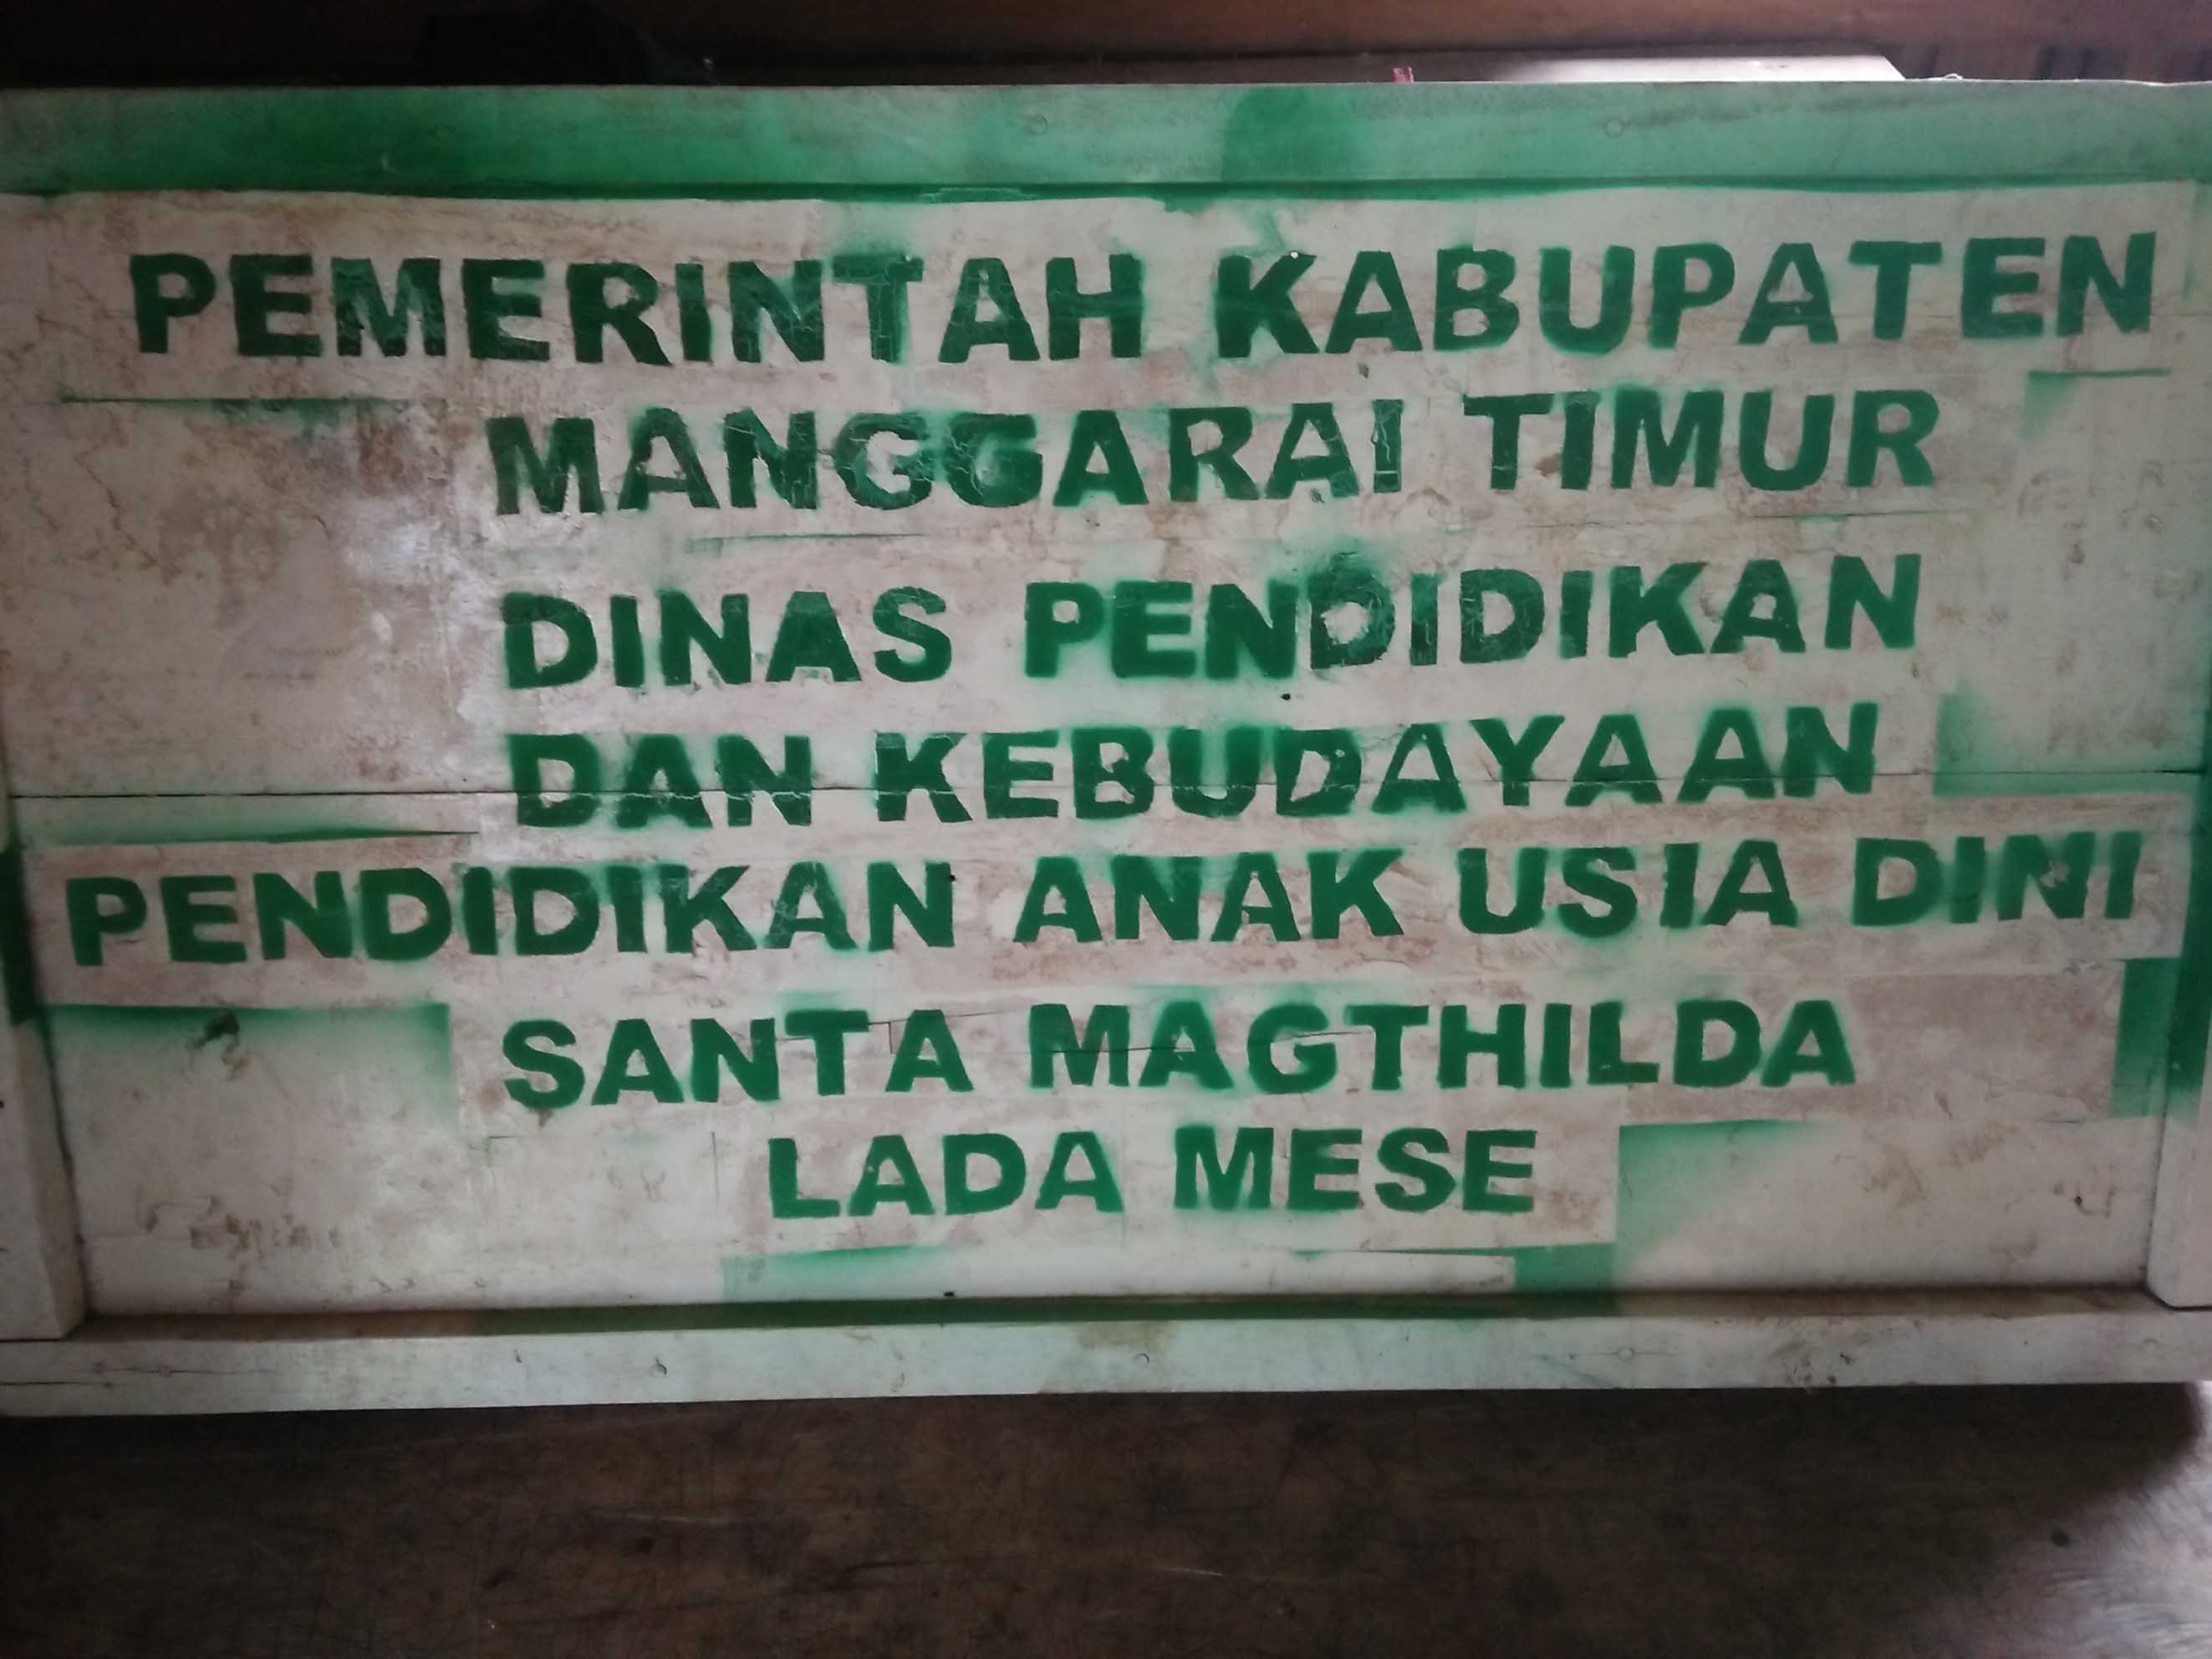 PEMERINTAH KABUPATEN
MANGGARAI TIMUR
DINAS PENDIDIKAN
DAN KEBUDAYAAN
PENDIDIKAN ANAK USIA DINI
SANTA MAGTHILDA
LADA MESE